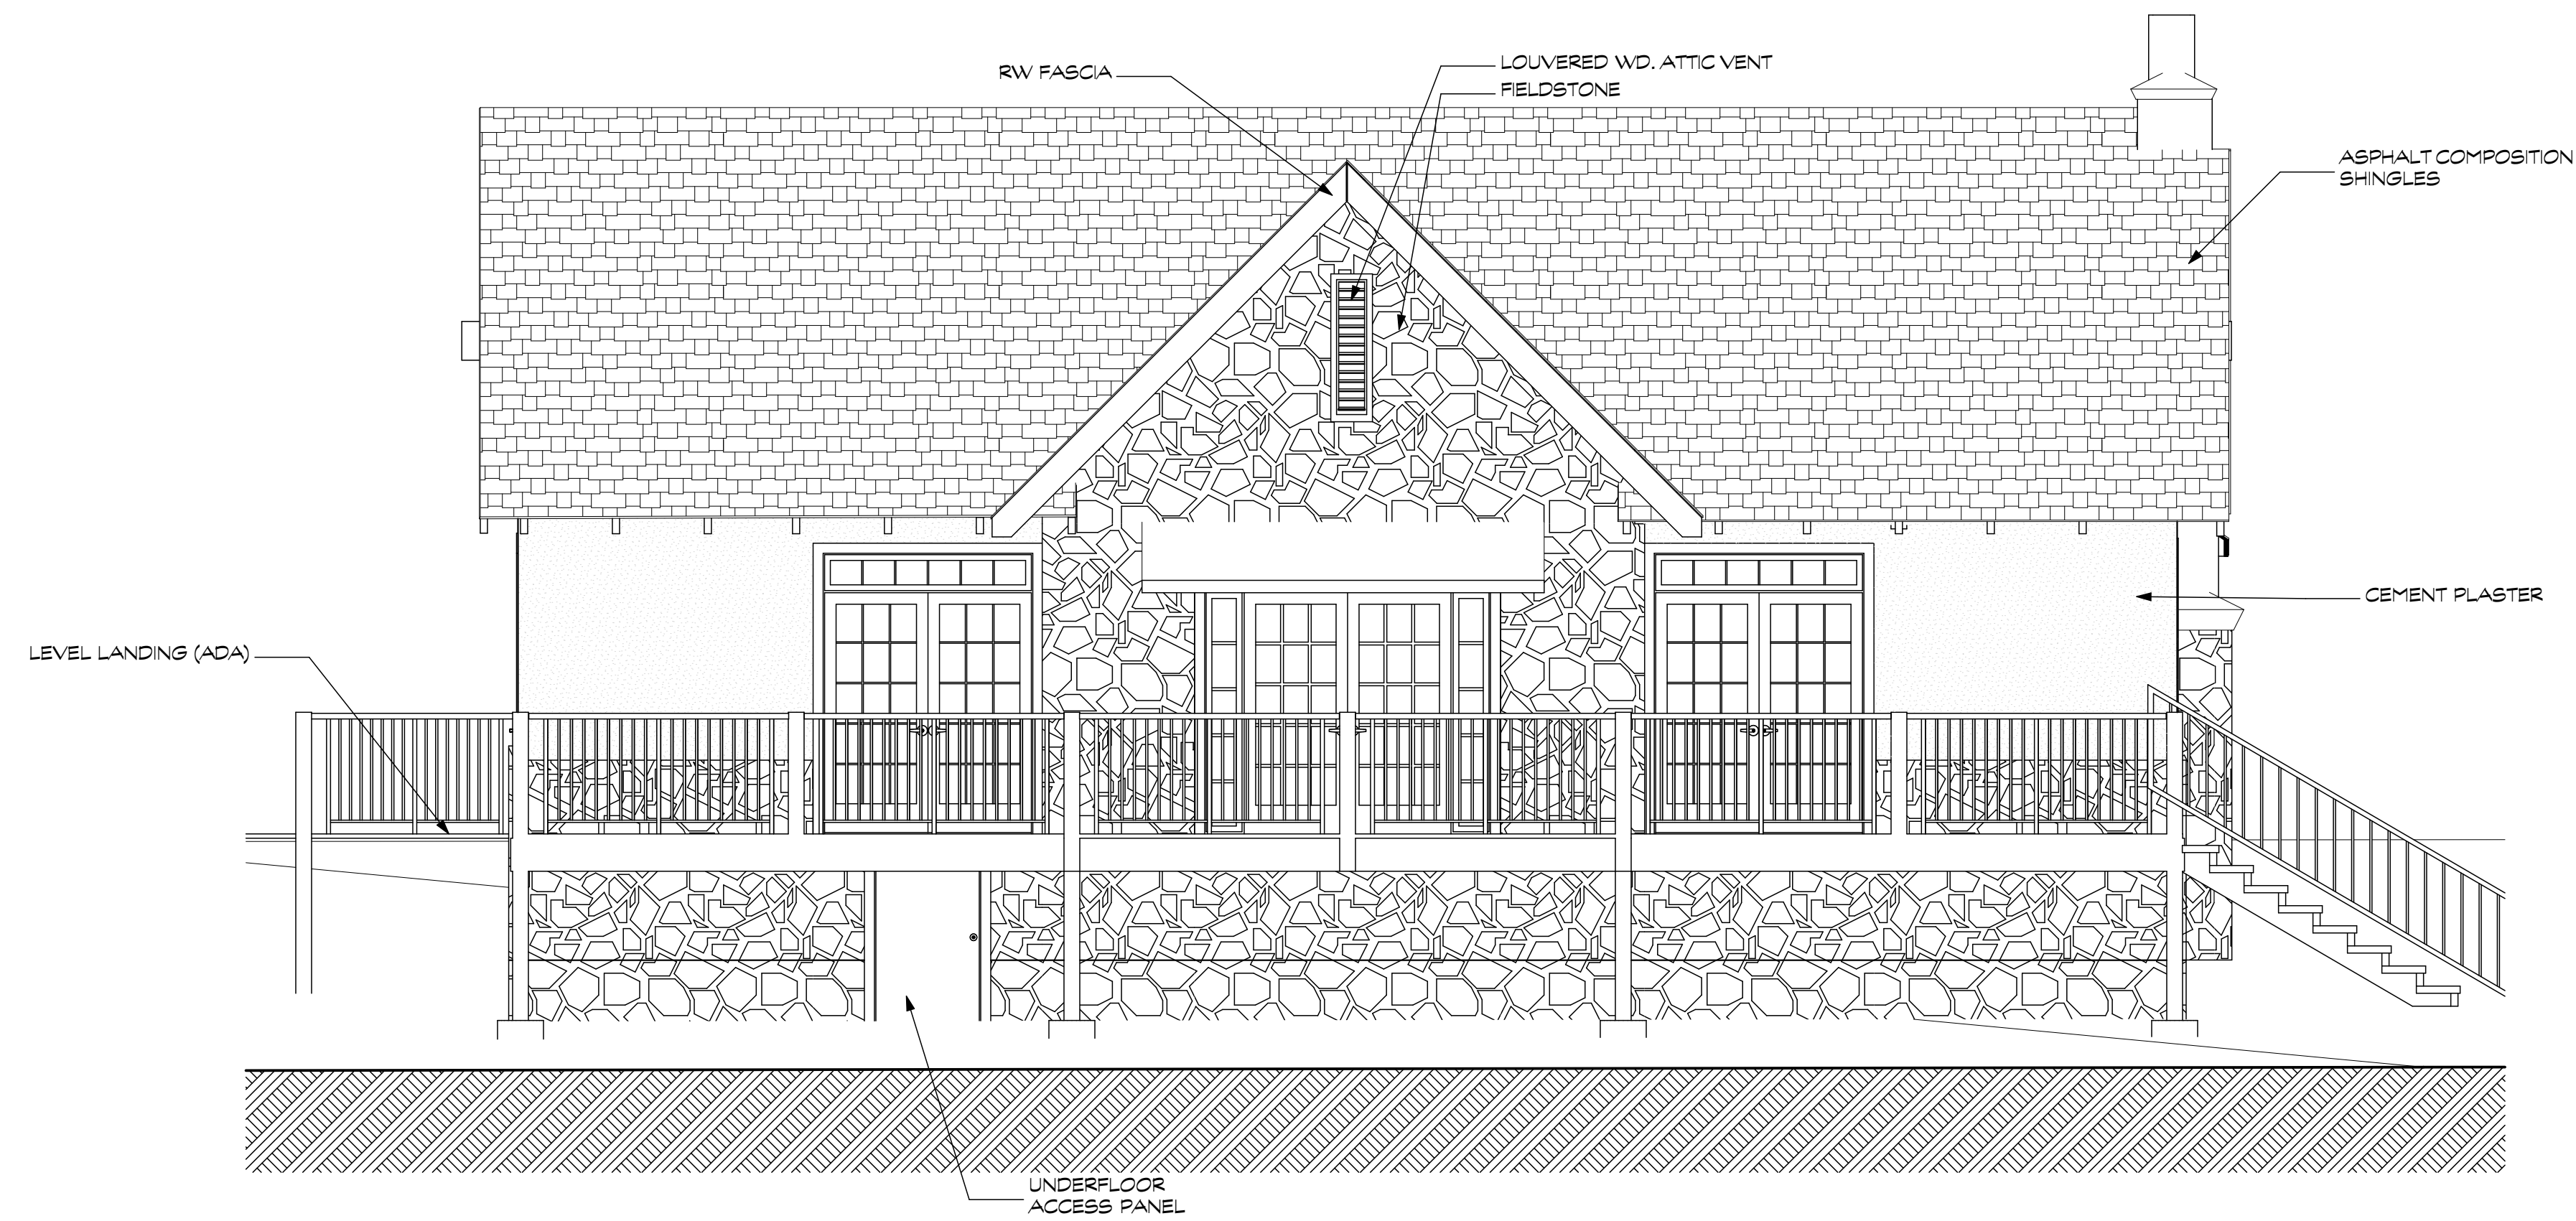 LOUVERED WD. ATTIC VENT
RW FASCIA
FIELDSTONE
ASPHALT COMPOSITION
SHINGLES
CEMENT PLASTER
LEVEL LANDING (ADA)
UNDERFLOOR
ACCESS PANEL